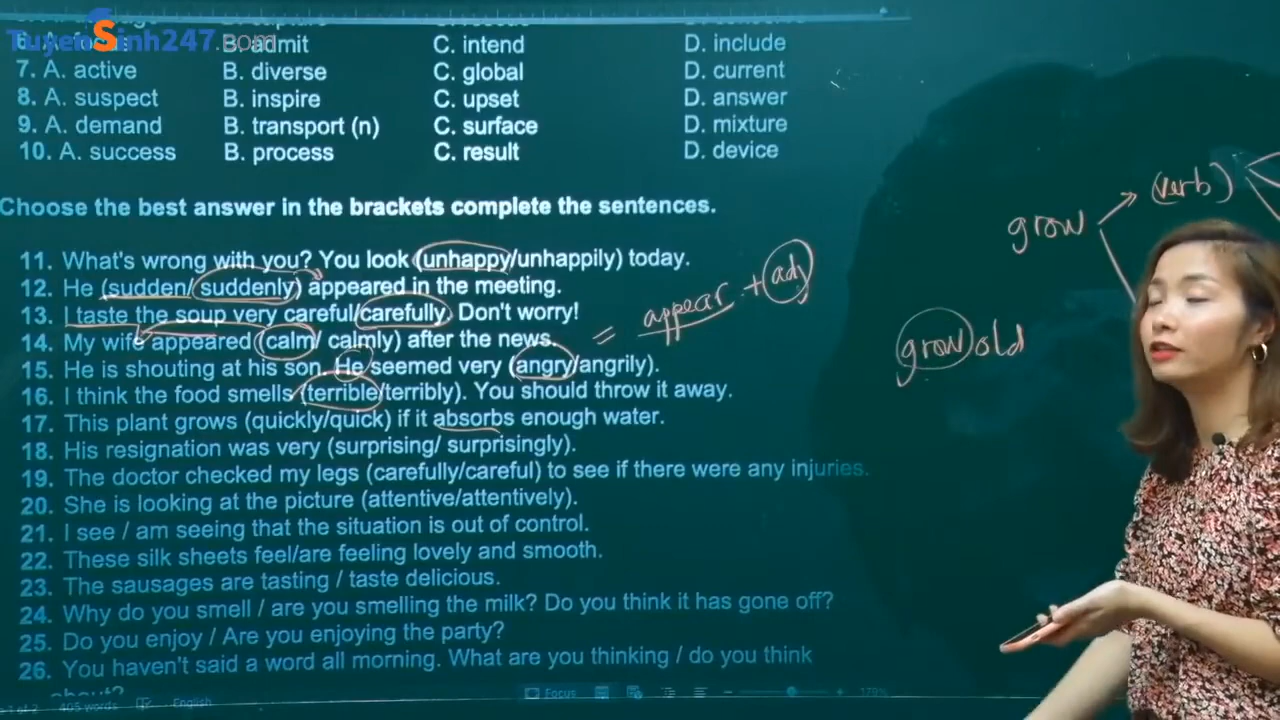 TuyenSinh247.com
B. admit C. intend D. include
7. A. active B. diverse C. global D. current
8. A. suspect B. inspire C. upset D. answer
9. A. demand B. transport (n) C. surface D. mixture
10. A. success B. process C. result D. device
Choose the best answer in the brackets complete the sentences.
11. What's wrong with you? You look (unhappy/unhappily) today.
12. He (sudden/ suddenly) appeared in the meeting.
13. I taste the soup very careful/carefully. Don't worry!
14. My wife appeared (calm/ calmly) after the news.
15. He is shouting at his son. He seemed very (angry/angrily).
16. I think the food smells (terrible/terribly). You should throw it away.
17. This plant grows (quickly/quick) if it absorbs enough water.
18. His resignation was very (surprising/ surprisingly).
19. The doctor checked my legs (carefully/careful) to see if there were any injuries.
20. She is looking at the picture (attentive/attentively).
21. I see / am seeing that the situation is out of control.
22. These silk sheets feel/are feeling lovely and smooth.
23. The sausages are tasting / taste delicious.
24. Why do you smell / are you smelling the milk? Do you think it has gone off?
25. Do you enjoy / Are you enjoying the party?
26. You haven't said a word all morning. What are you thinking / do you think
about?
405 words English
Focus
179%
= appear + adj
grow (verb)
grow old